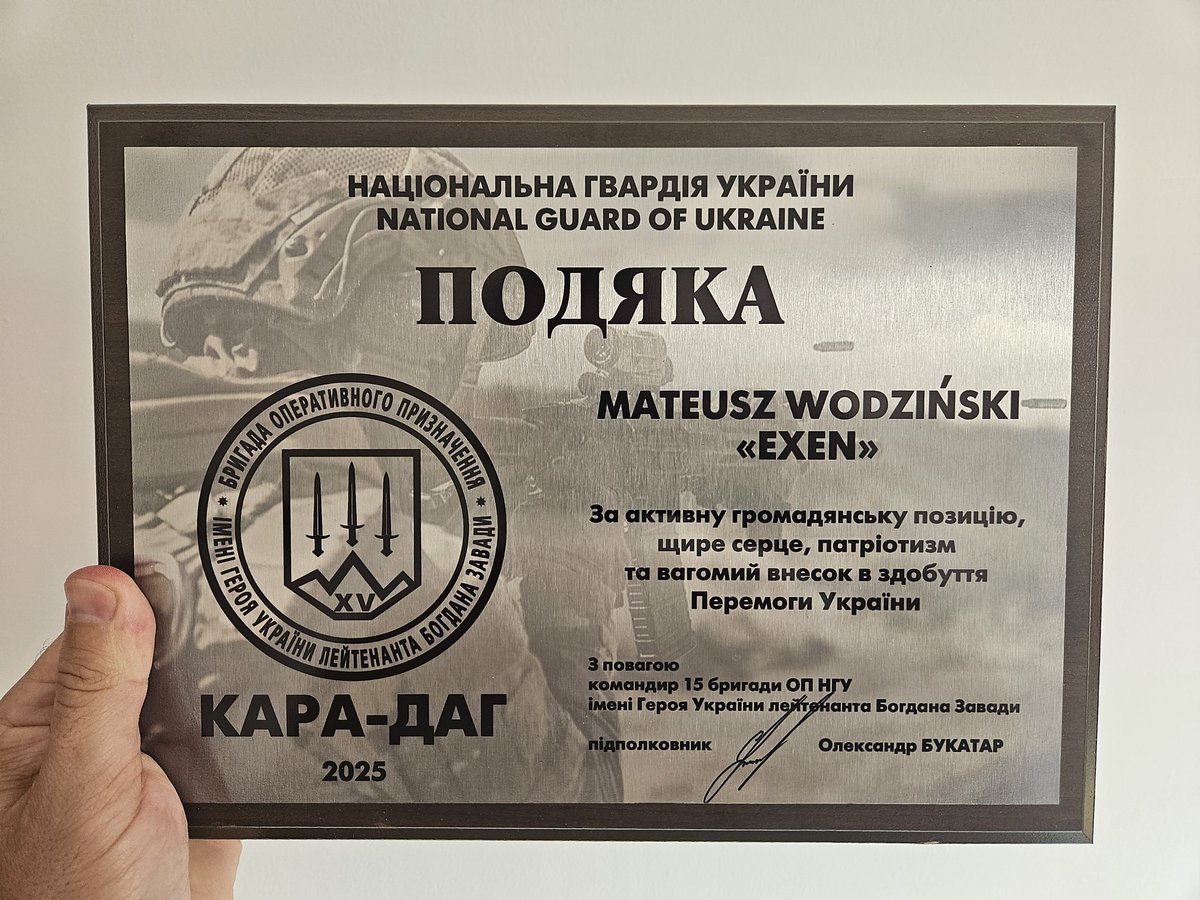 НАЦІОНАЛЬНА ГВАРДІЯ УКРАЇНИ
NATIONAL GUARD OF UKRAINE
ПОДЯКА
MATEUSZ WODZIŃSKI
«EXEN»
За активну громадянську позицію,
щире серце, патріотизм
та вагомий внесок в здобуття
Перемоги України
БРИГАДА ОПЕРАТИВНОГО ПРИЗНАЧЕННЯ
ІМЕНІ ГЕРОЯ УКРАЇНИ ЛЕЙТЕНАНТА БОГДАНА ЗАВАДИ
XV
КАРА-ДАГ
2025
З повагою
командир 15 бригади ОП НГУ
імені Героя України лейтенанта Богдана Завади
підполковник Олександр БУКАТАР